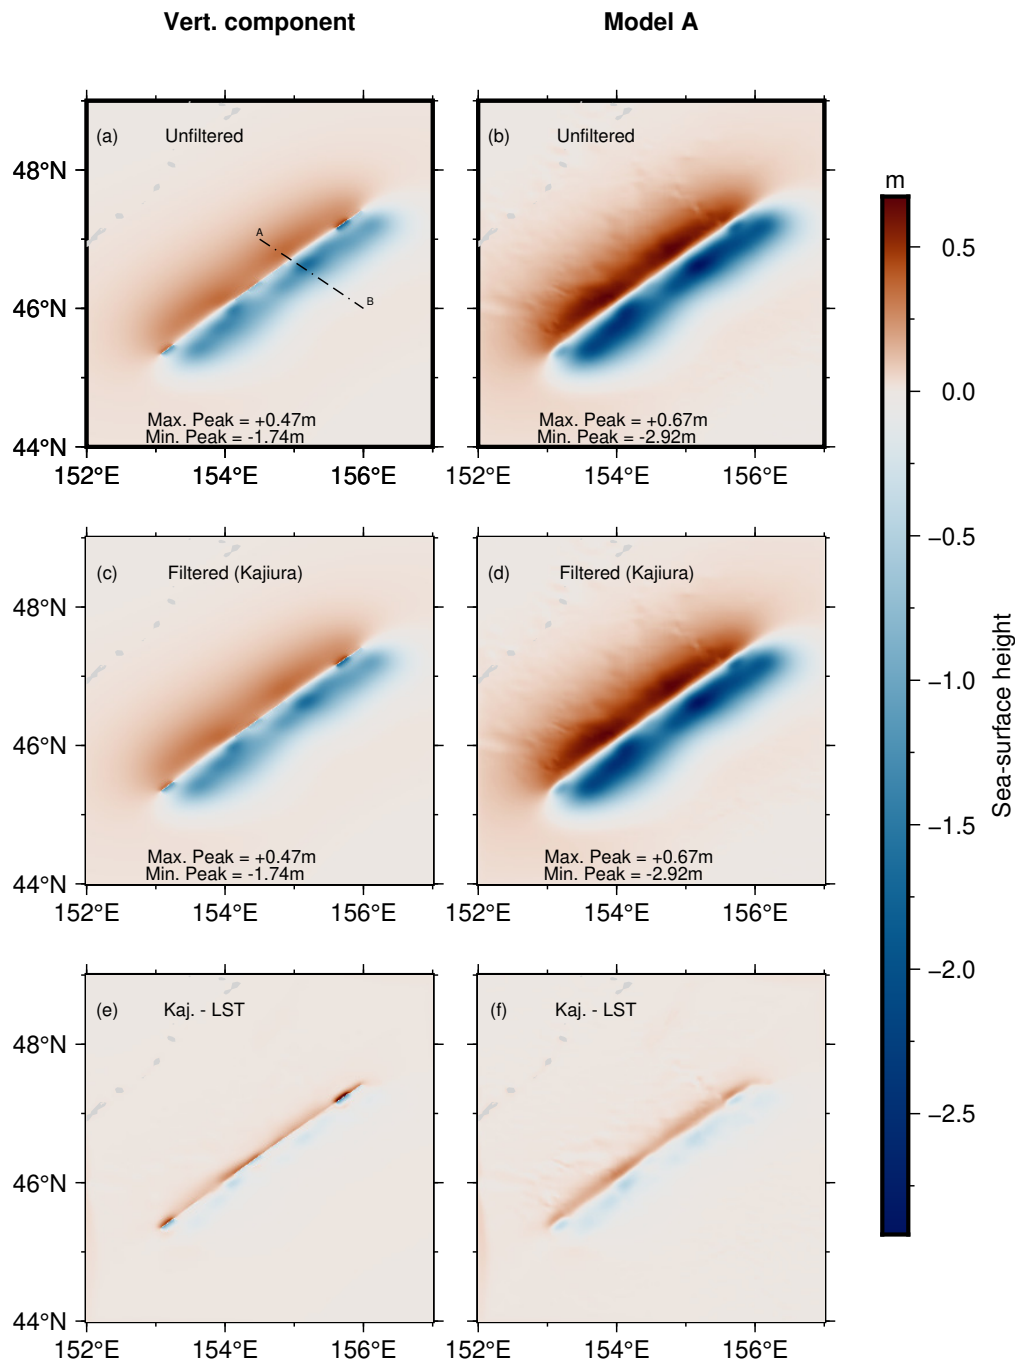 Vert. component
Model A
(a) Unfiltered
(b) Unfiltered
48°N
46°N
44°N
A
B
Max. Peak = +0.47m
Min. Peak = -1.74m
Max. Peak = +0.67m
Min. Peak = -2.92m
152°E 154°E 156°E
152°E 154°E 156°E
(c) Filtered (Kajiura)
(d) Filtered (Kajiura)
48°N
46°N
44°N
Max. Peak = +0.47m
Min. Peak = -1.74m
Max. Peak = +0.67m
Min. Peak = -2.92m
152°E 154°E 156°E
152°E 154°E 156°E
(e) Kaj. - LST
(f) Kaj. - LST
48°N
46°N
44°N
152°E 154°E 156°E
152°E 154°E 156°E
m
0.5
0.0
−0.5
−1.0
−1.5
−2.0
−2.5
Sea-surface height